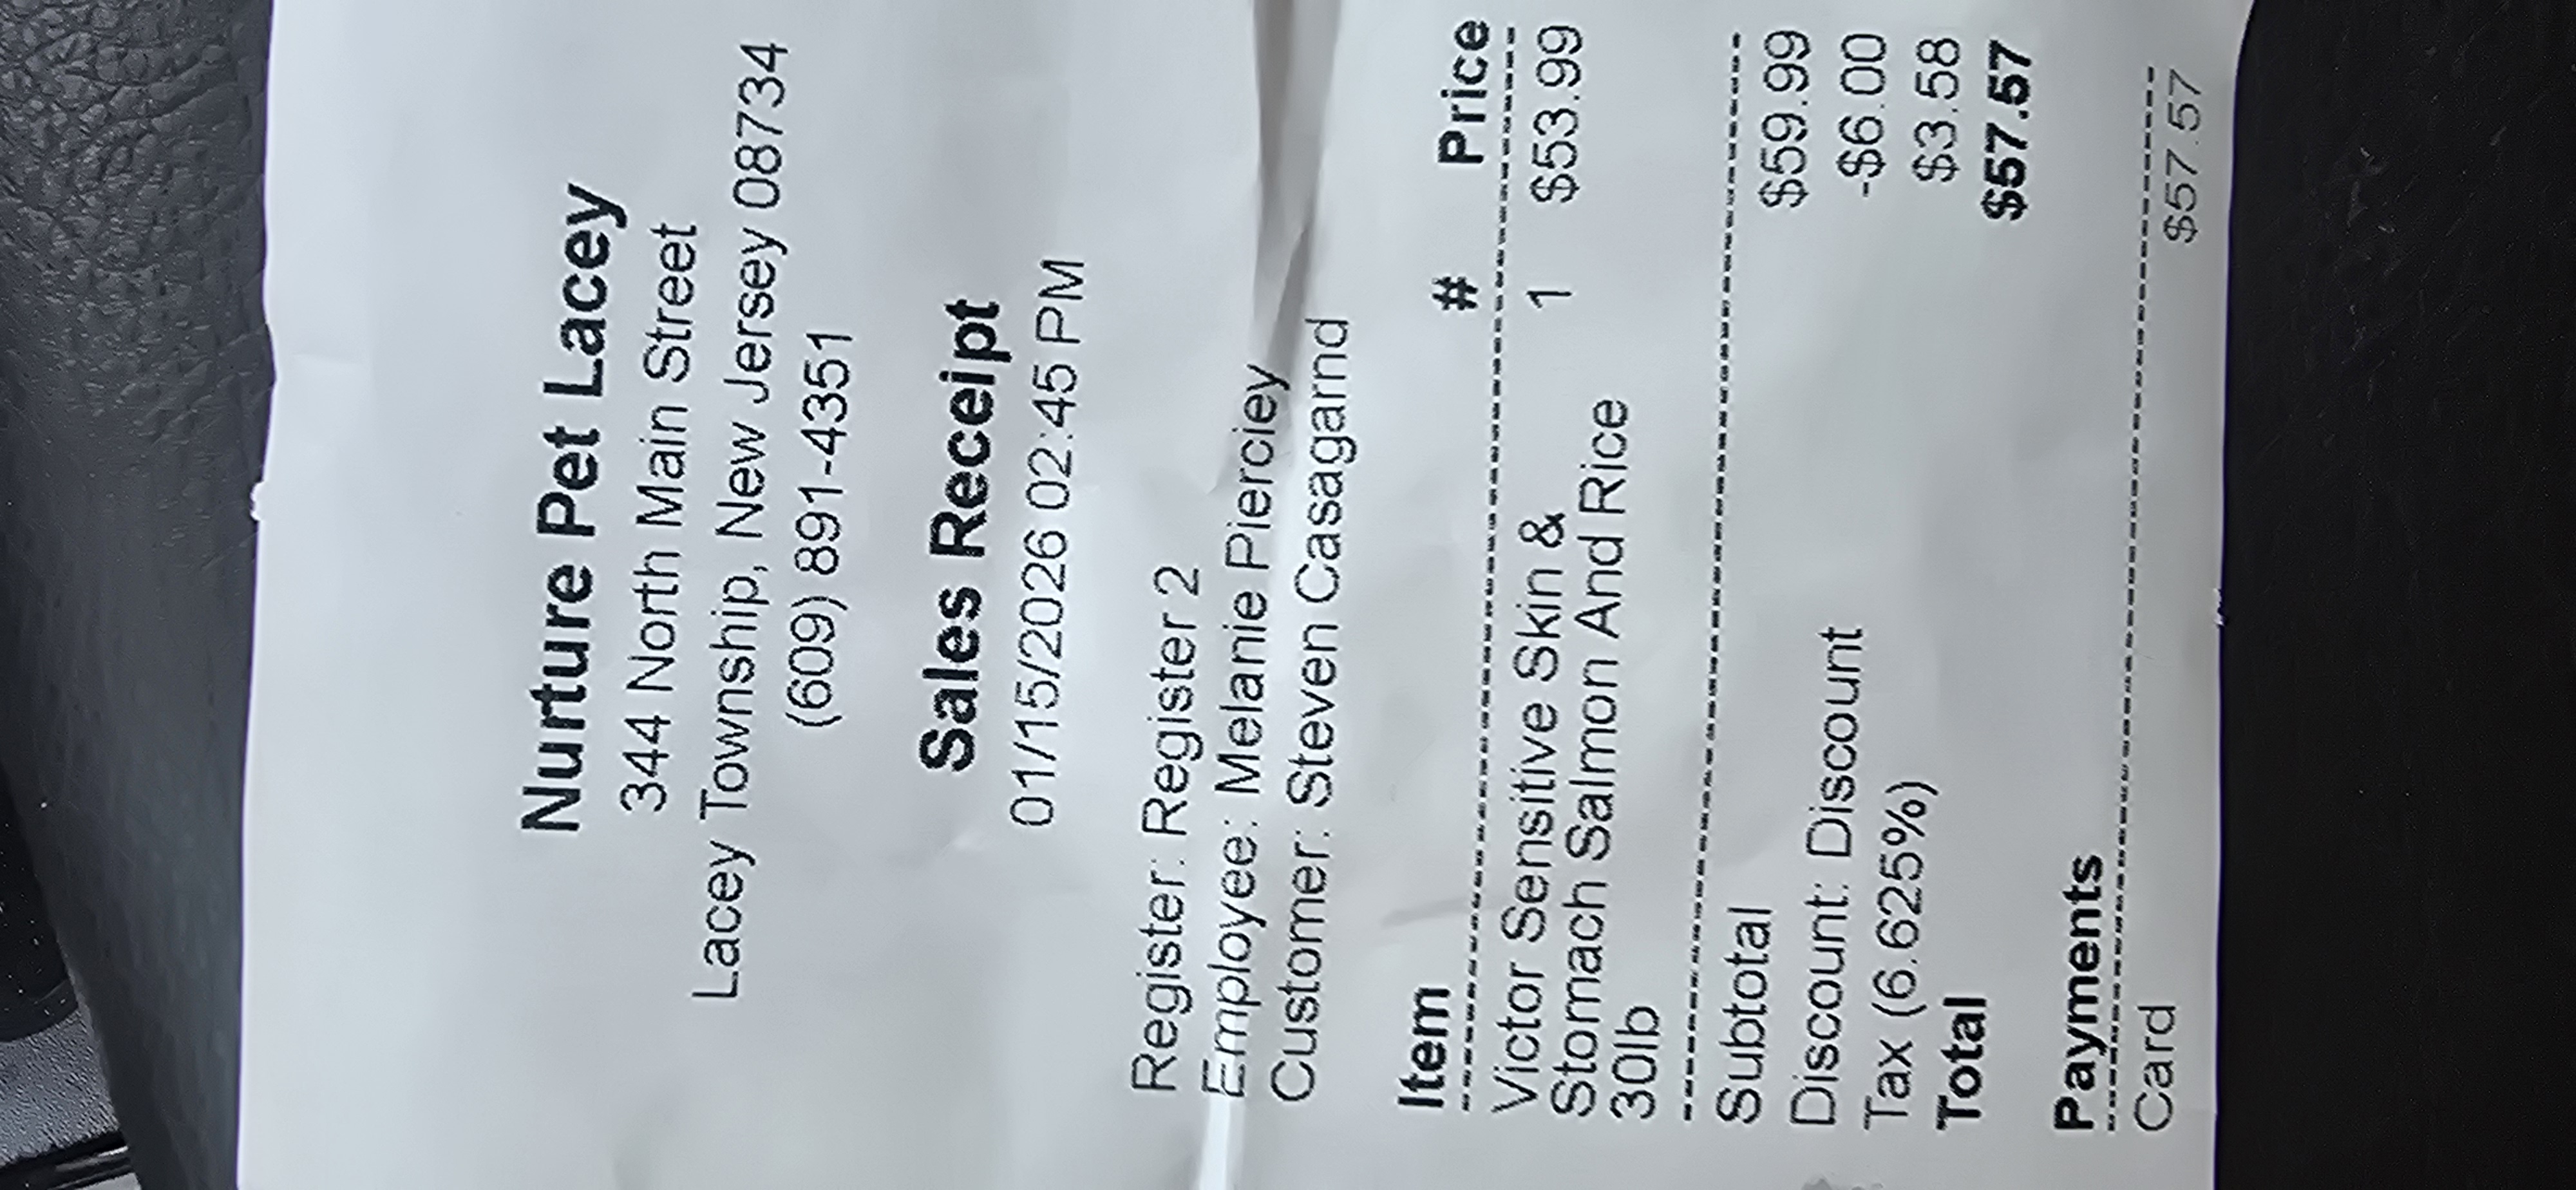 Nurture Pet Lacey
344 North Main Street
Lacey Township, New Jersey 08734
(609) 891-4351
Sales Receipt
01/15/2026 02:45 PM
Register: Register 2
Employee: Melanie Pierciey
Customer: Steven Casagarnd
Item # Price
Victor Sensitive Skin & 1 $53.99
Stomach Salmon And Rice
30lb
Subtotal $59.99
Discount: Discount -$6.00
Tax (6.625%) $3.58
Total $57.57
Payments
Card $57.57